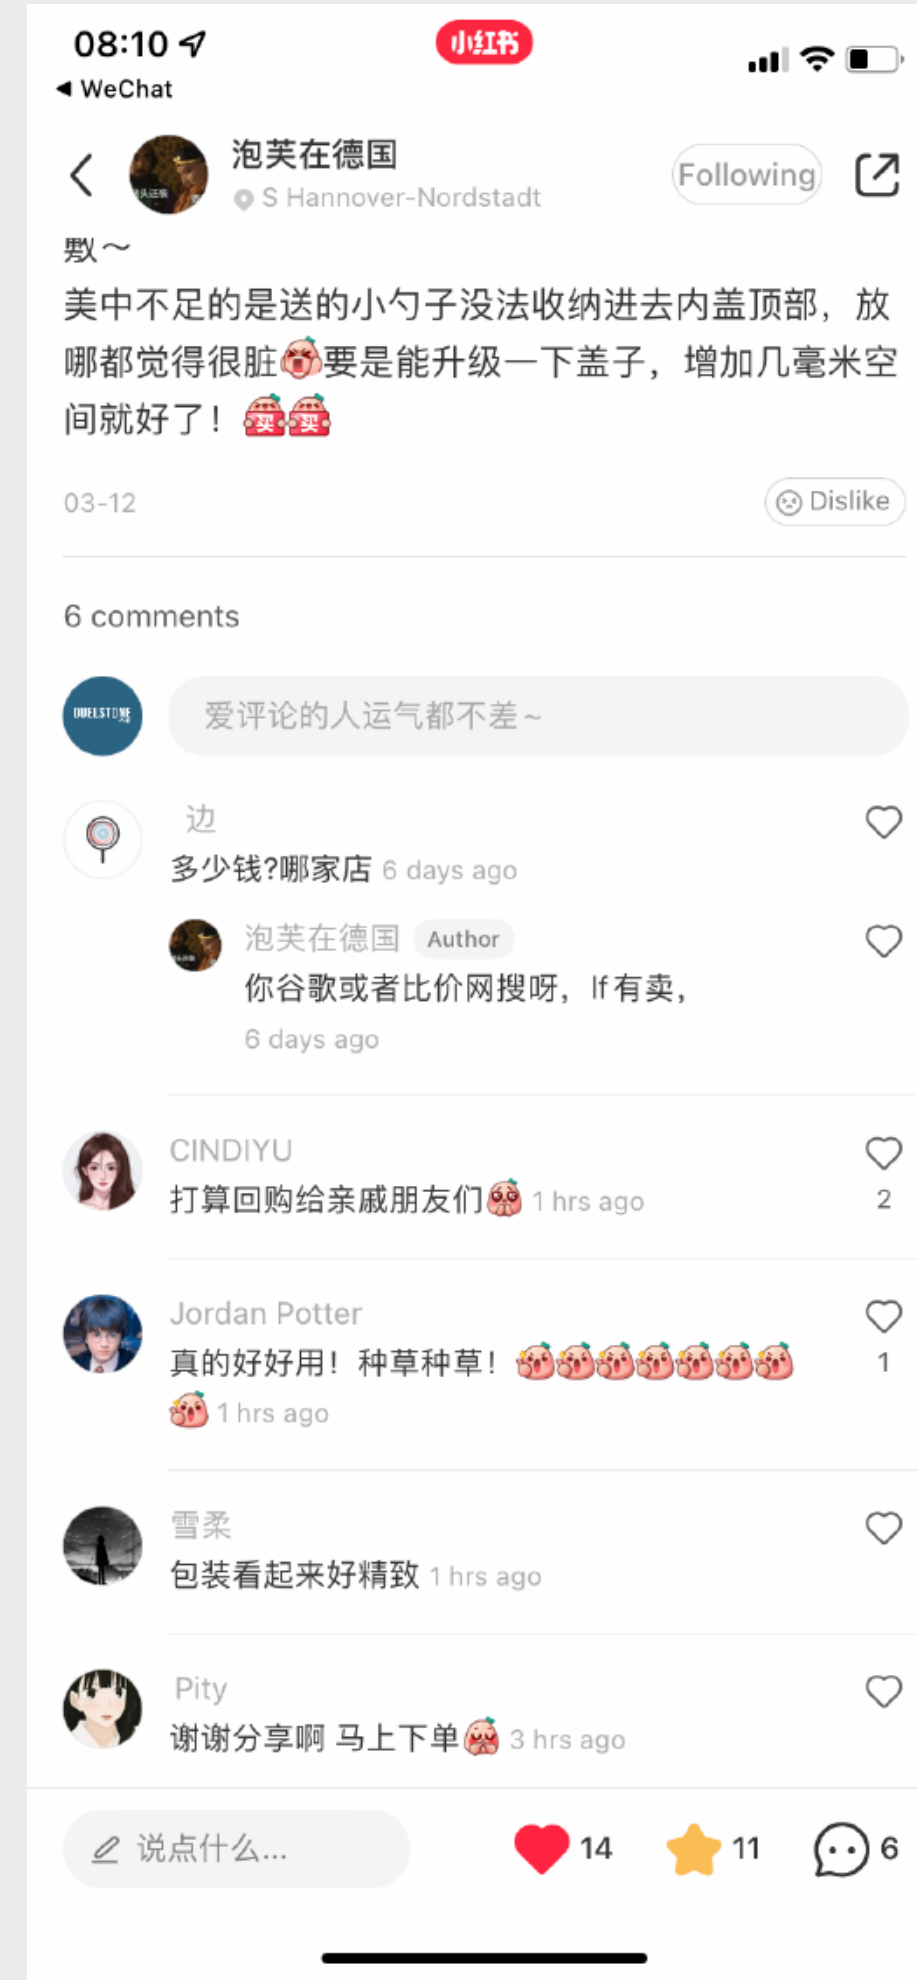 08:10
小红书
WeChat
泡芙在德国
S Hannover-Nordstadt
Following
敷～
美中不足的是送的小勺子没法收纳进去内盖顶部，放
哪都觉得很脏要是能升级一下盖子，增加几毫米空
间就好了！买买
03-12
Dislike
6 comments
DUELSTONE
爱评论的人运气都不差~
边
多少钱?哪家店 6 days ago
泡芙在德国 Author
你谷歌或者比价网搜呀，lf有卖，
6 days ago
CINDIYU
打算回购给亲戚朋友们 1 hrs ago
2
Jordan Potter
真的好好用！种草种草！
1
1 hrs ago
雪柔
包装看起来好精致 1 hrs ago
Pity
谢谢分享啊 马上下单 3 hrs ago
说点什么... 14 11 6